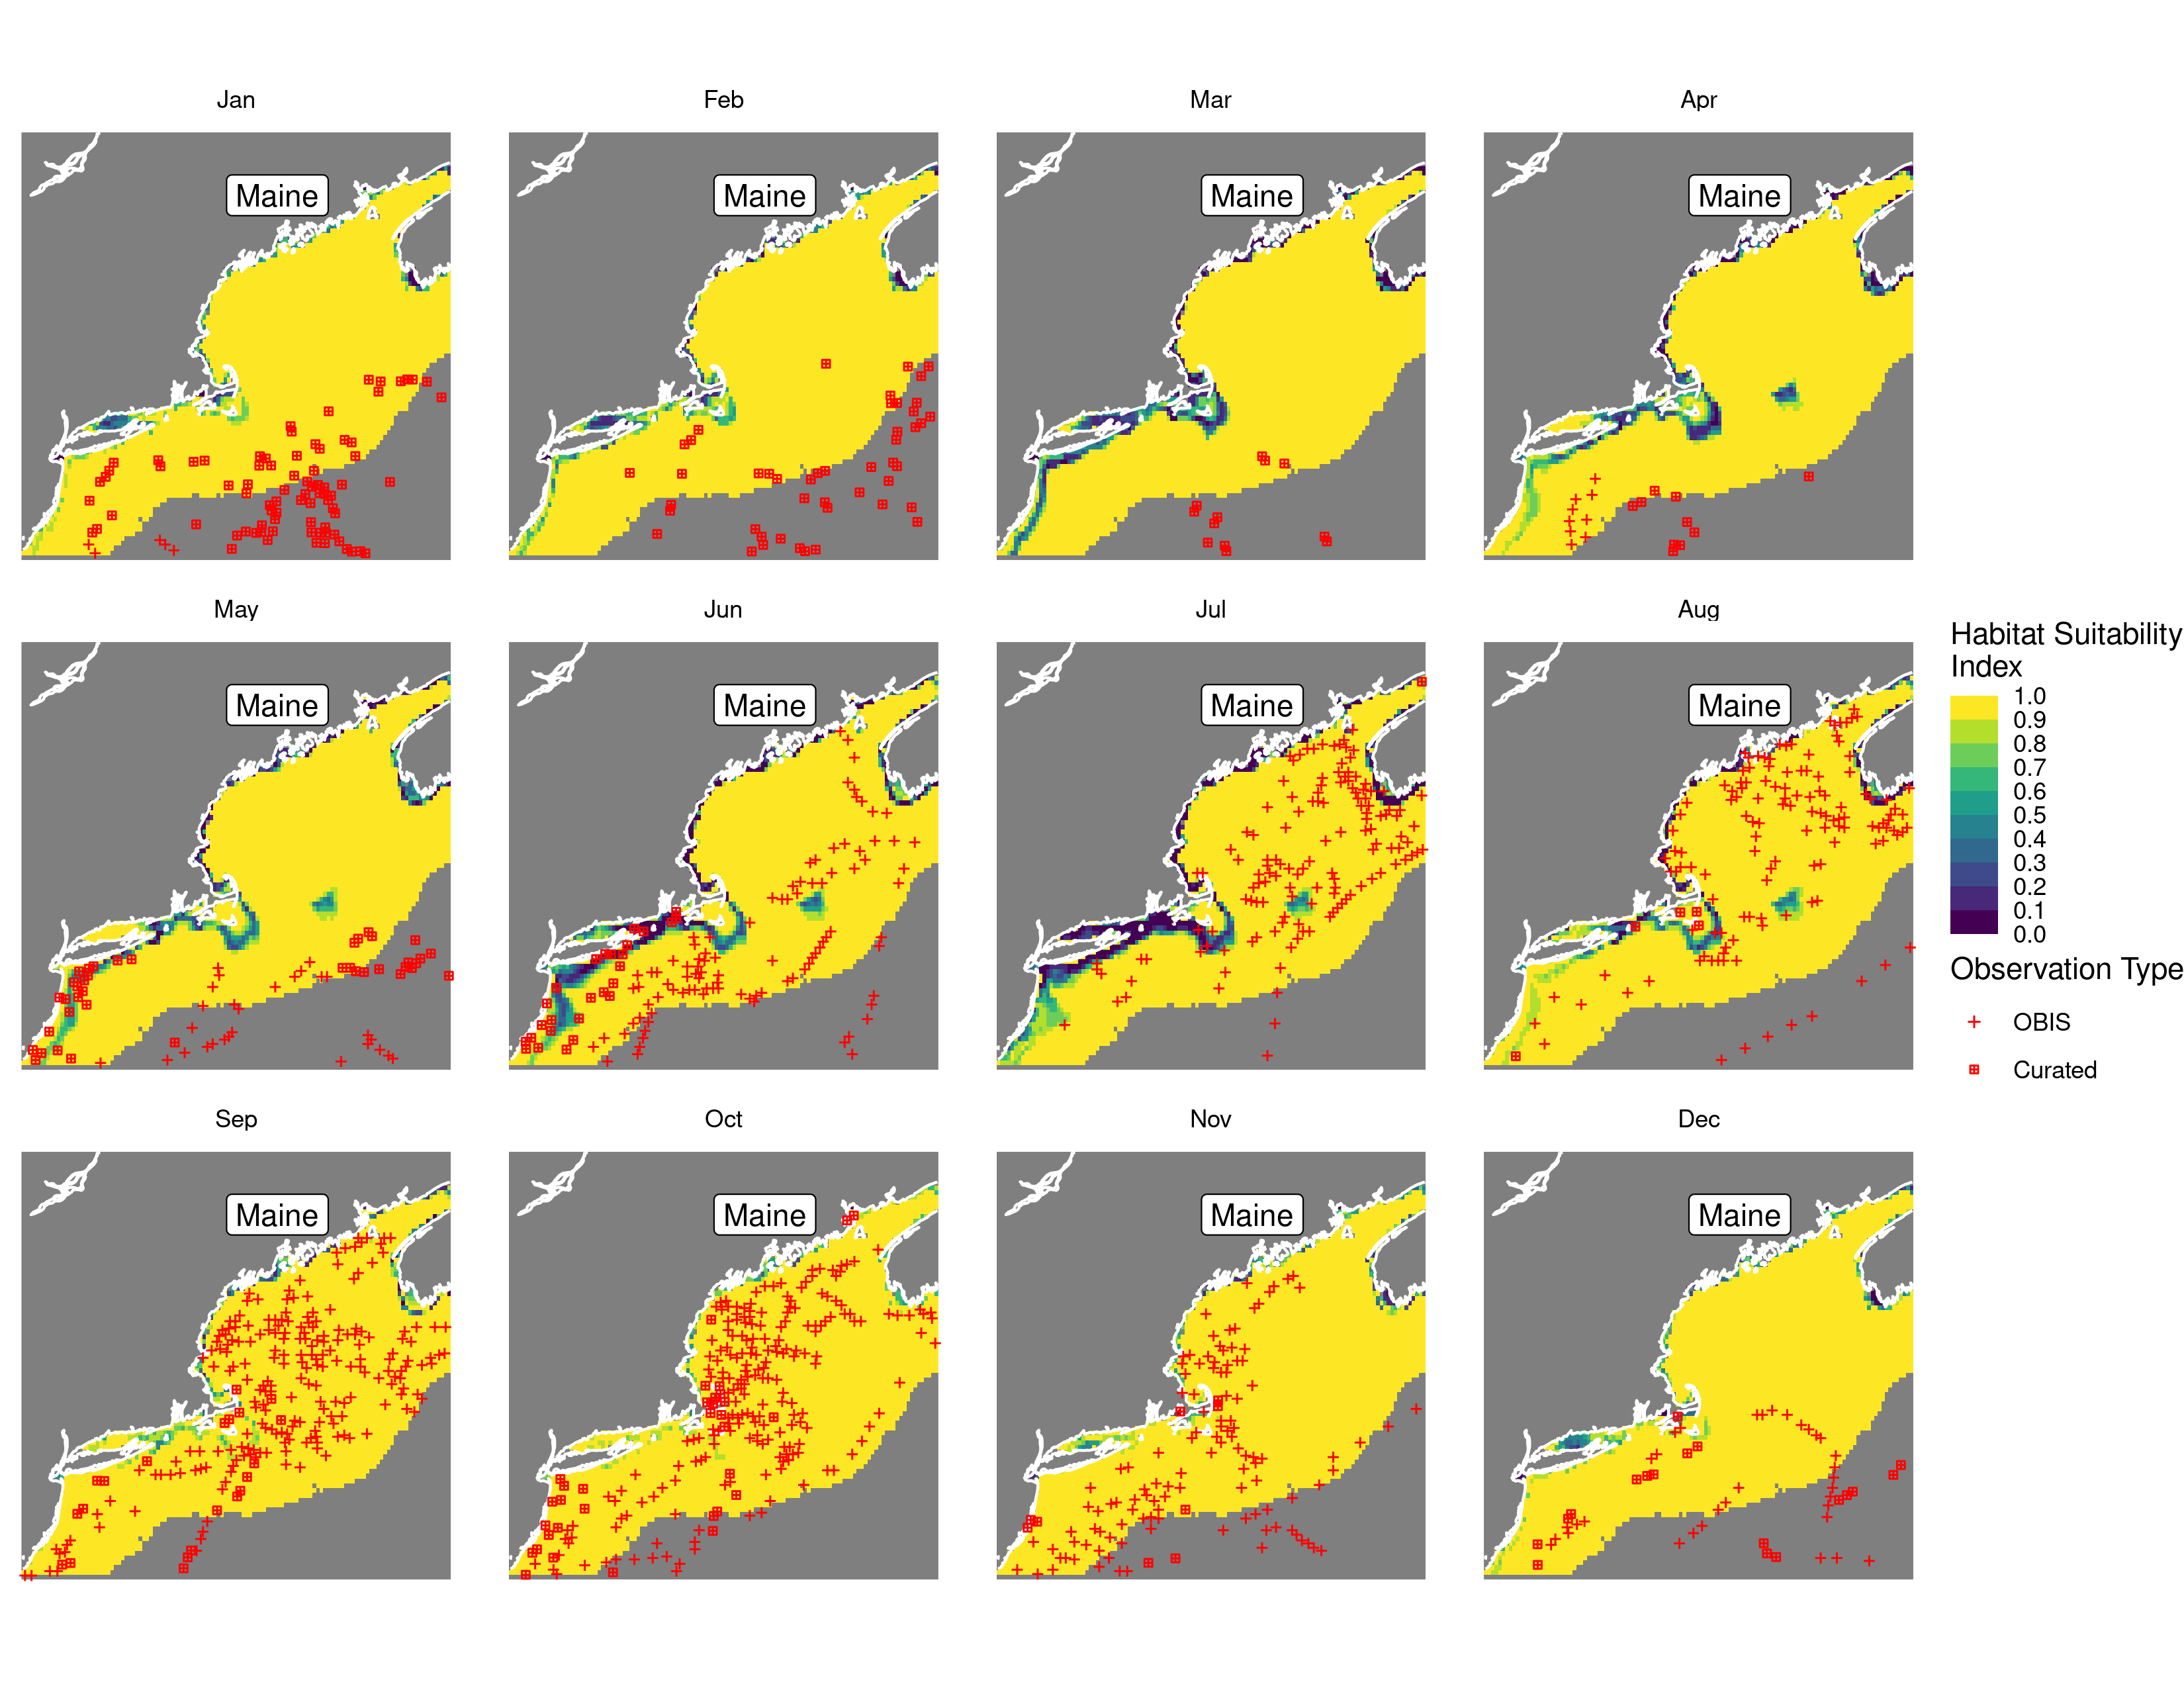 Jan
Feb
Mar
Apr
Maine
Maine
Maine
Maine
May
Jun
Jul
Aug
Maine
Maine
Maine
Maine
Habitat Suitability
Index
1.0
0.9
0.8
0.7
0.6
0.5
0.4
0.3
0.2
0.1
0.0
Observation Type
OBIS
Curated
Sep
Oct
Nov
Dec
Maine
Maine
Maine
Maine